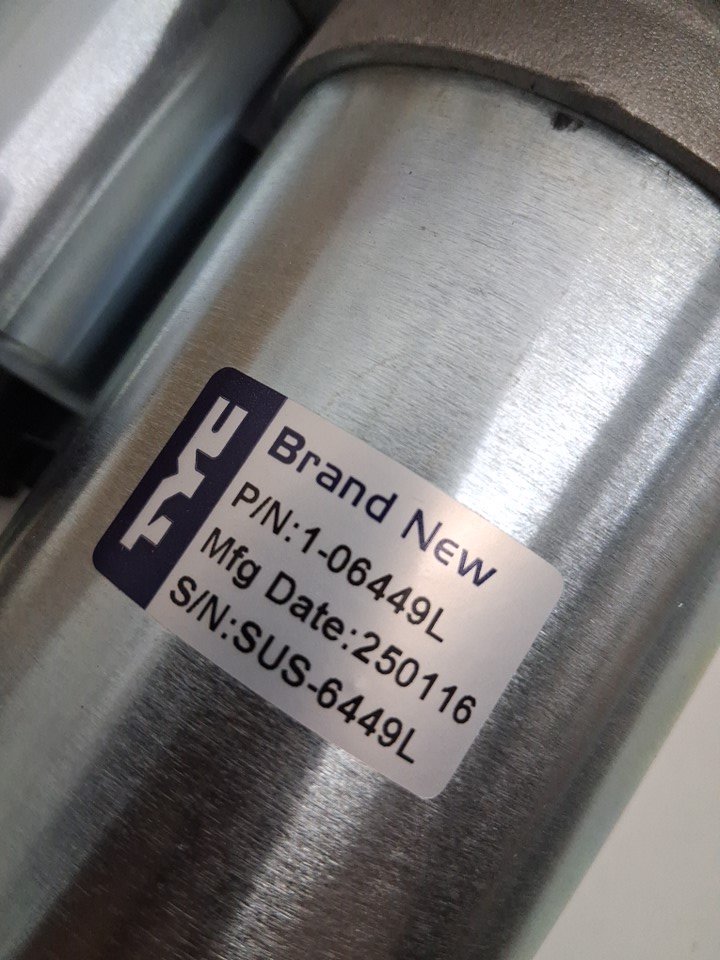 TYC
Brand New
P/N:1-06449L
Mfg Date:250116
S/N:SUS-6449L